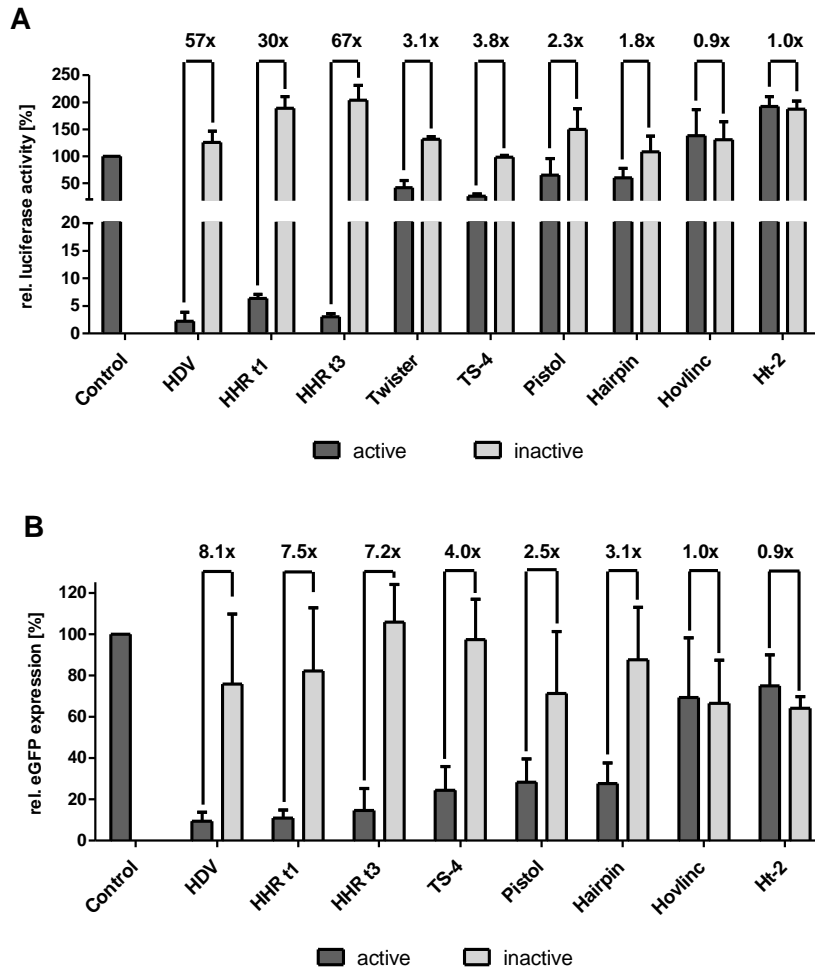 A
57x 30x 67x 3.1x 3.8x 2.3x 1.8x 0.9x 1.0x
rel. luciferase activity [%]
250
200
150
100
50
20
15
10
5
0
Control HDV HHR t1 HHR t3 Twister TS-4 Pistol Hairpin Hovlinc Ht-2
active inactive
B
8.1x 7.5x 7.2x 4.0x 2.5x 3.1x 1.0x 0.9x
rel. eGFP expression [%]
120
100
80
60
40
20
0
Control HDV HHR t1 HHR t3 TS-4 Pistol Hairpin Hovlinc Ht-2
active inactive